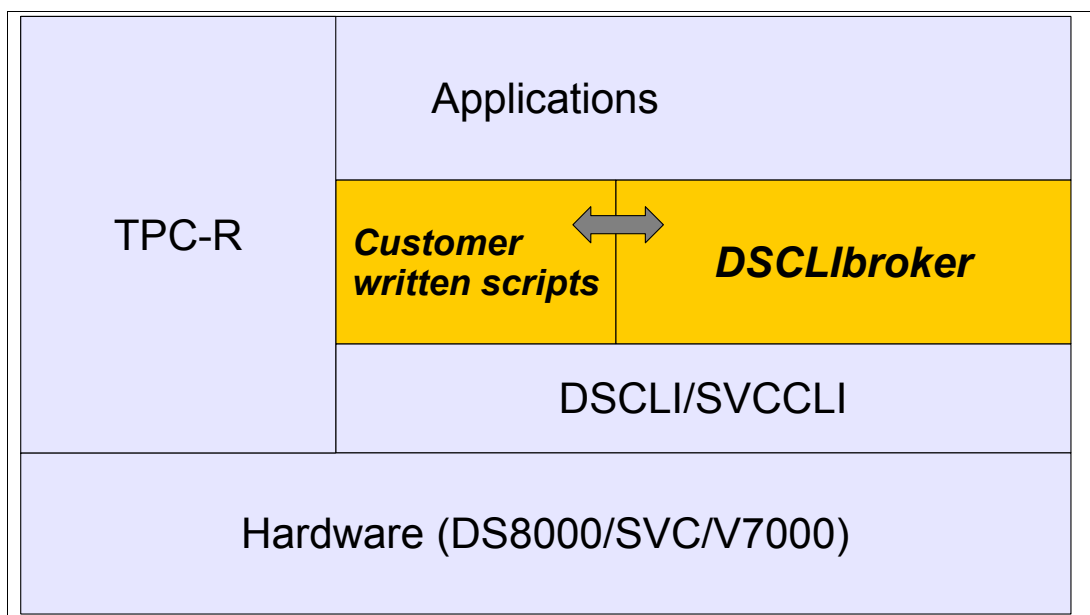 Applications
TPC-R
Customer
written scripts
DSCLIbroker
DSCLI/SVCCLI
Hardware (DS8000/SVC/V7000)